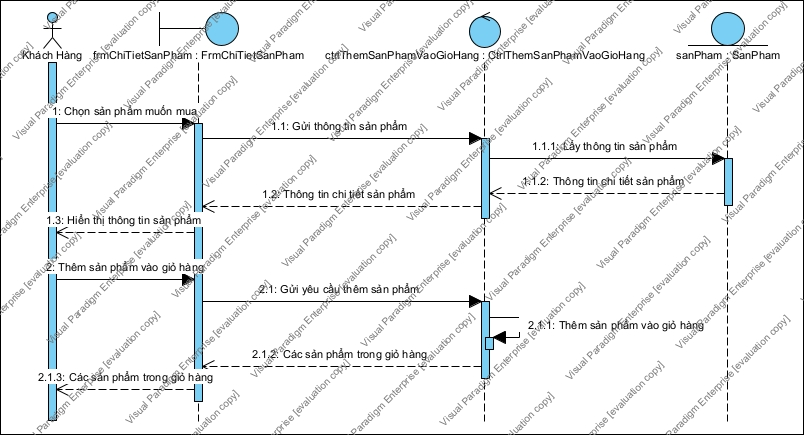 Khách Hàng
frmChiTietSanPham : FrmChiTietSanPham
ctrlThemSanPhamVaoGioHang : CtrlThemSanPhamVaoGioHang
sanPham : SanPham
1: Chọn sản phẩm muốn mua
1.1: Gửi thông tin sản phẩm
1.1.1: Lấy thông tin sản phẩm
1.1.2: Thông tin chi tiết sản phẩm
1.2: Thông tin chi tiết sản phẩm
1.3: Hiển thị thông tin sản phẩm
2: Thêm sản phẩm vào giỏ hàng
2.1: Gửi yêu cầu thêm sản phẩm
2.1.1: Thêm sản phẩm vào giỏ hàng
2.1.2: Các sản phẩm trong giỏ hàng
2.1.3: Các sản phẩm trong giỏ hàng
Visual Paradigm Enterprise [evaluation copy]